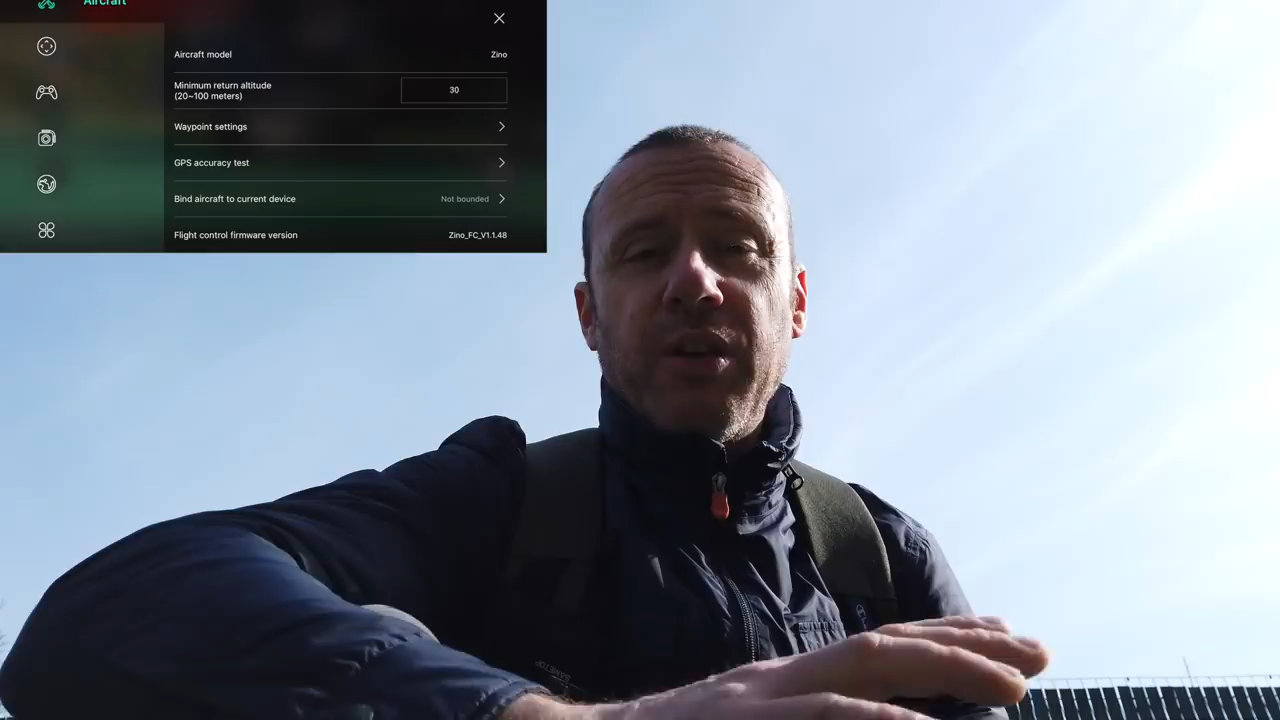 Aircraft
Aircraft model Zino
Minimum return altitude
(20~100 meters) 30
Waypoint settings
GPS accuracy test
Bind aircraft to current device Not bounded
Flight control firmware version Zino_FC_V1.1.48